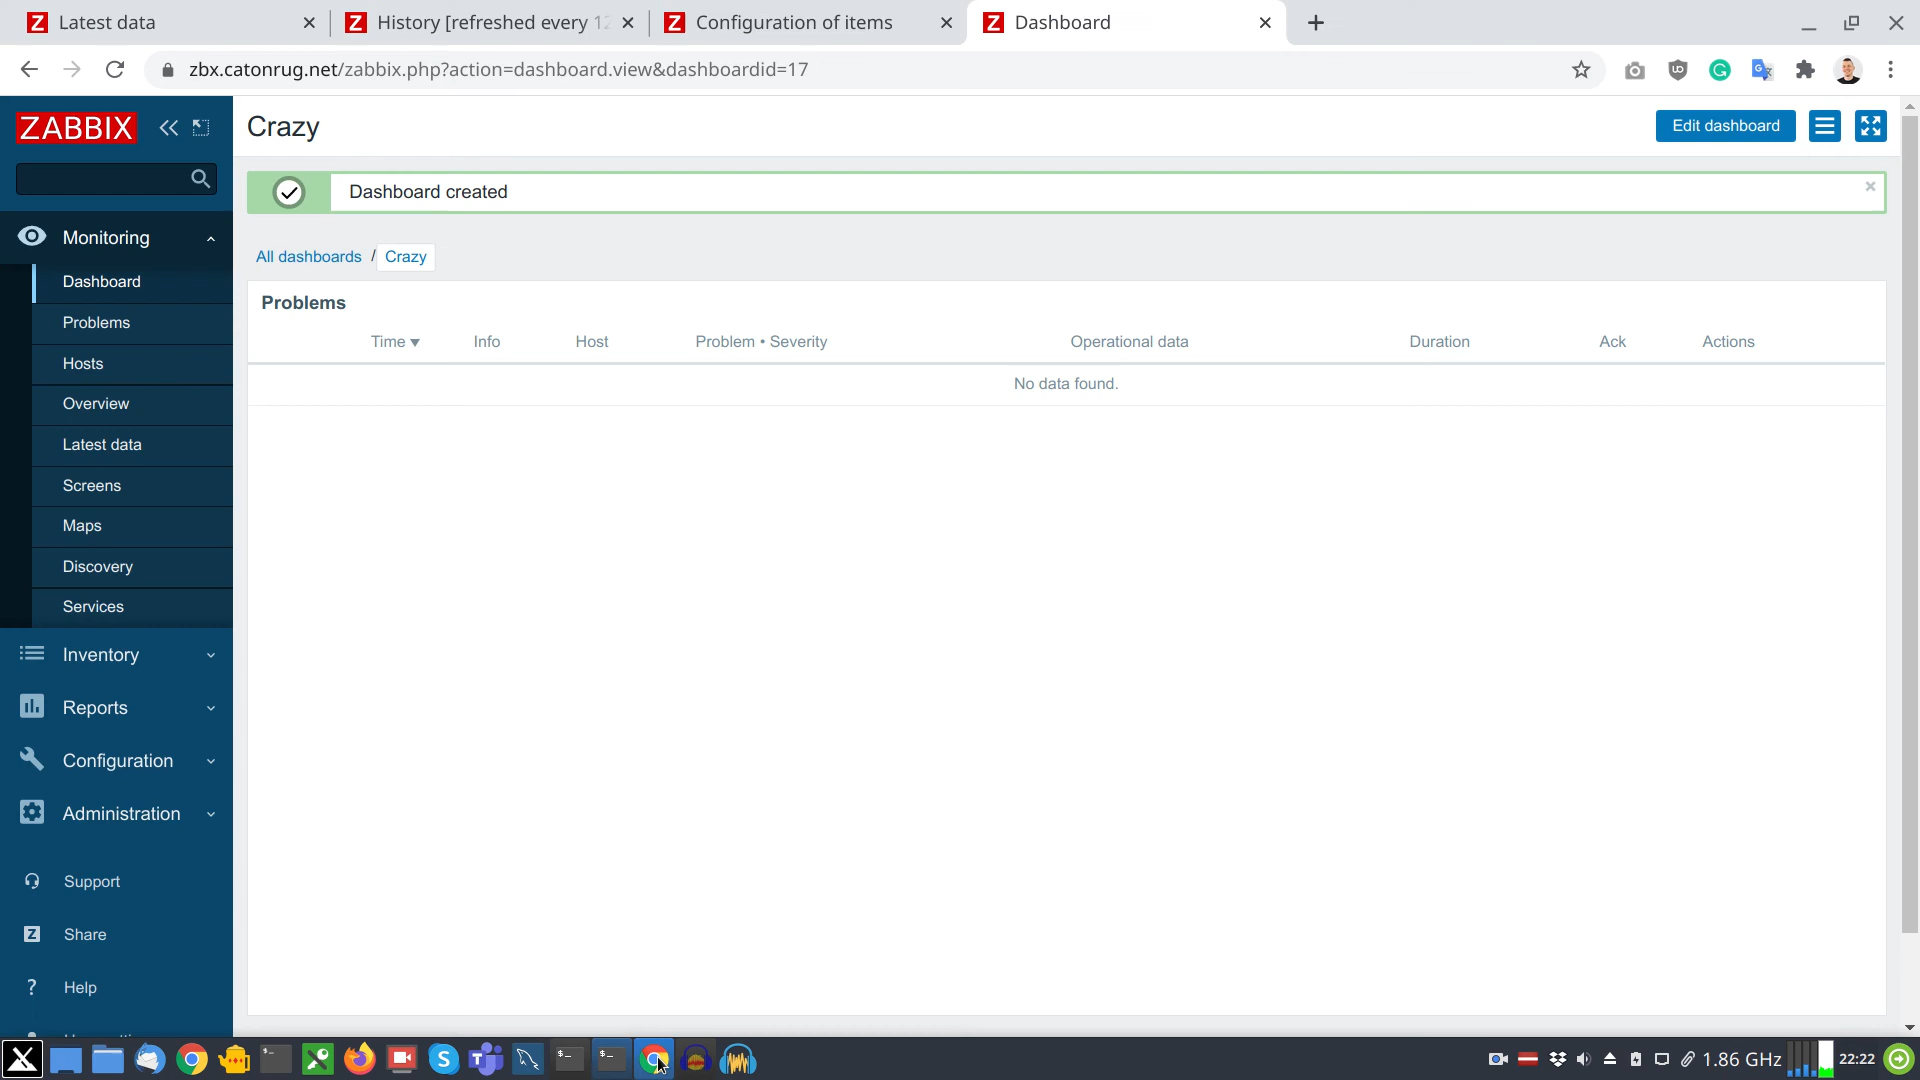 Latest data
History [refreshed every 12
Configuration of items
Dashboard
zbx.catonrug.net/zabbix.php?action=dashboard.view&dashboardid=17
ZABBIX
Crazy
Edit dashboard
Dashboard created
Monitoring
All dashboards / Crazy
Dashboard
Problems
Hosts
Overview
Latest data
Screens
Maps
Discovery
Services
Inventory
Reports
Configuration
Administration
Support
Share
Help
Problems
Time ▼ Info Host Problem • Severity Operational data Duration Ack Actions
No data found.
1.86 GHz
22:22